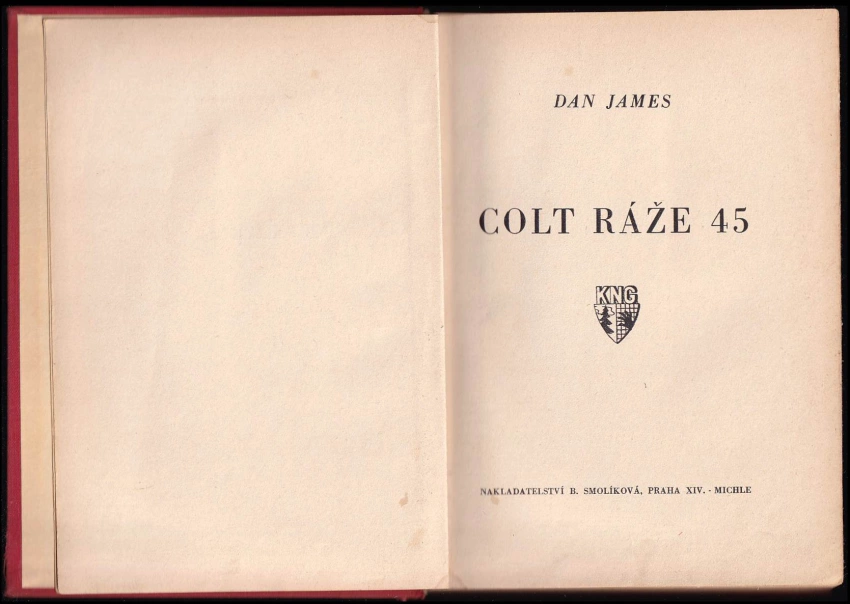 DAN JAMES
COLT RÁŽE 45
KNG
NAKLADATELSTVÍ B. SMOLÍKOVÁ, PRAHA XIV. - MICHLE